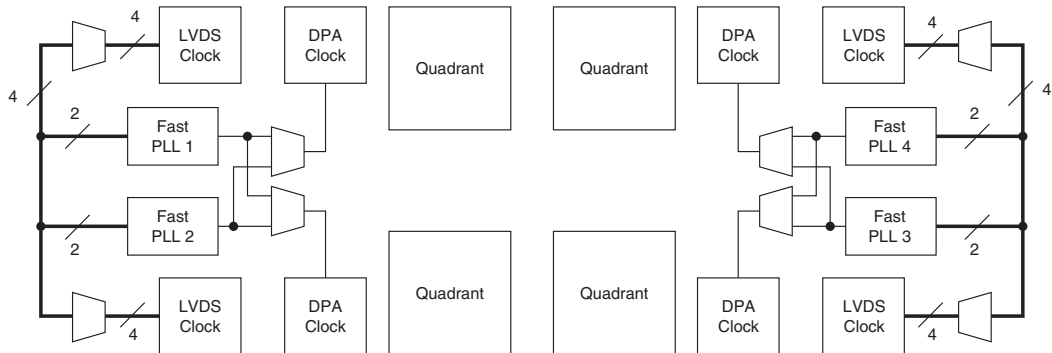 4
LVDS
Clock
DPA
Clock
Quadrant
Quadrant
DPA
Clock
LVDS
Clock
4
4
2
Fast
PLL 1
Fast
PLL 4
2
4
2
Fast
PLL 2
Fast
PLL 3
2
4
LVDS
Clock
DPA
Clock
Quadrant
Quadrant
DPA
Clock
LVDS
Clock
4